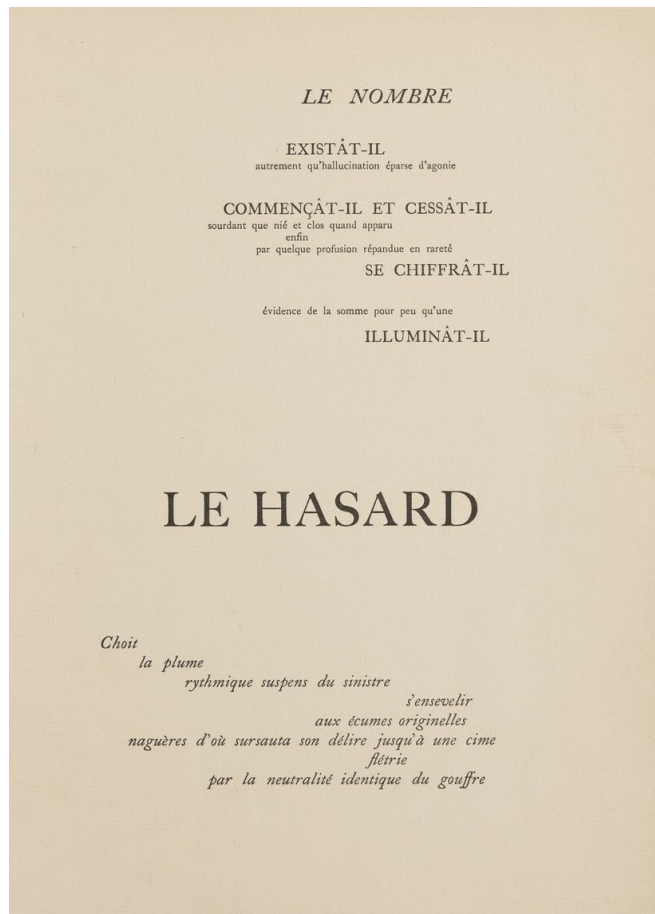 LE NOMBRE
EXISTÂT-IL
autrement qu'hallucination éparse d'agonie
COMMENÇÂT-IL ET CESSÂT-IL
sourdant que nié et clos quand apparu
enfin
par quelque profusion répandue en rareté
SE CHIFFRÂT-IL
évidence de la somme pour peu qu'une
ILLUMINÂT-IL
LE HASARD
Choit
la plume
rythmique suspens du sinistre
s'ensevelir
aux écumes originelles
naguères d'où sursauta son délire jusqu'à une cime
flétrie
par la neutralité identique du gouffre